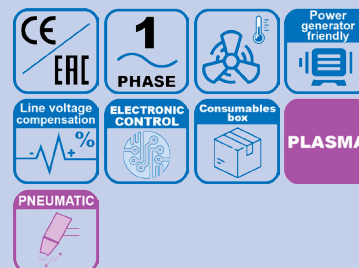 CE
EAC
1
PHASE
Power
generator
friendly
Line voltage
compensation
%
- +
ELECTRONIC
CONTROL
Consumables
box
PLASMA
PNEUMATIC